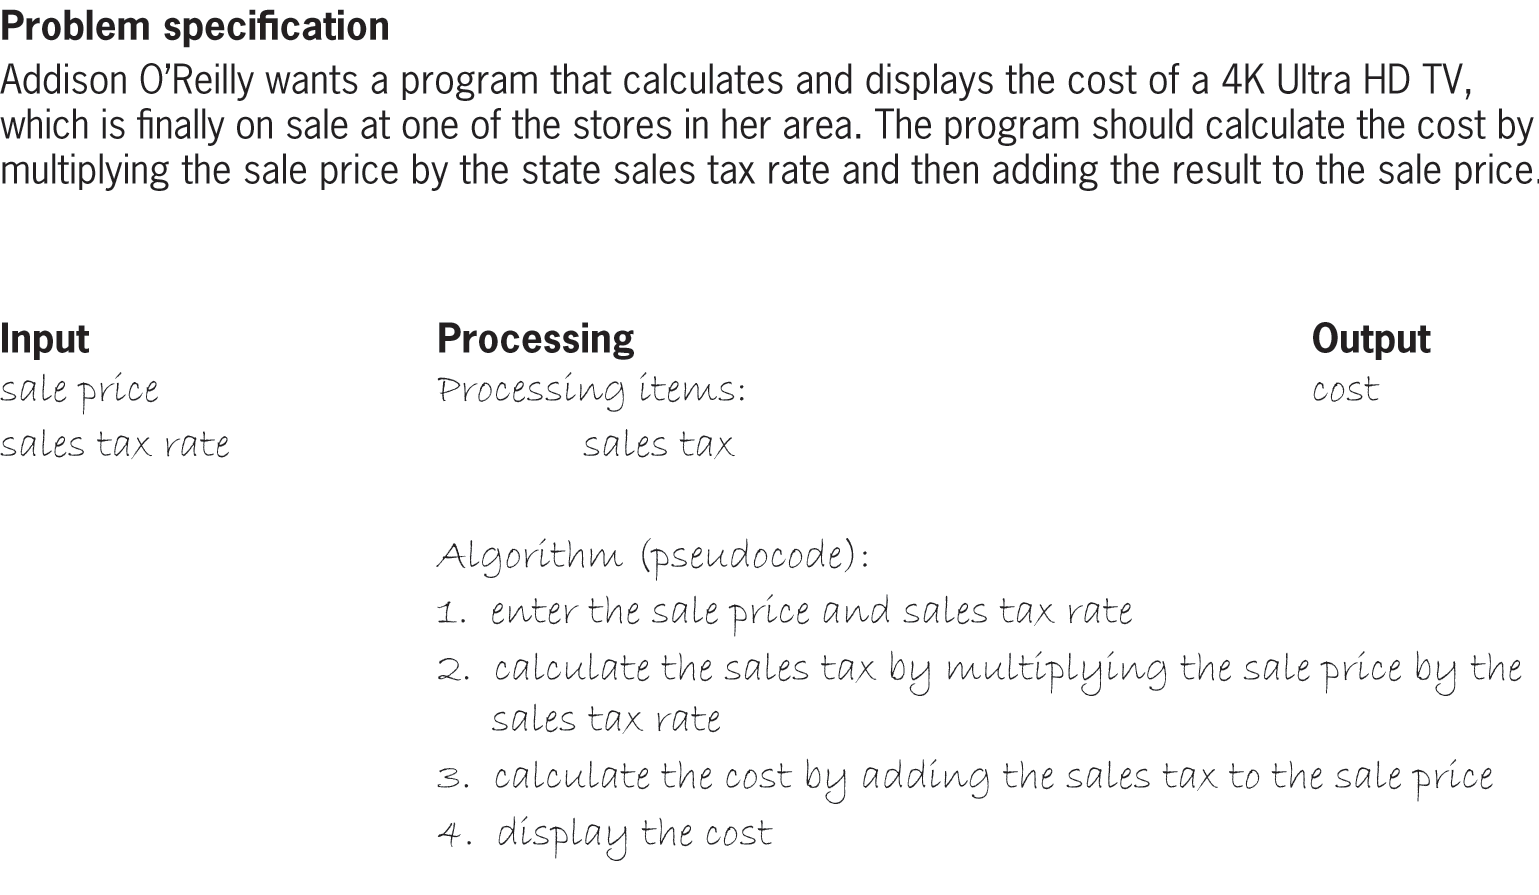 Problem specification
Addison O’Reilly wants a program that calculates and displays the cost of a 4K Ultra HD TV,
which is finally on sale at one of the stores in her area. The program should calculate the cost by
multiplying the sale price by the state sales tax rate and then adding the result to the sale price.
Input Processing Output
sale price Processing items: cost
sales tax rate sales tax
Algorithm (pseudocode):
1. enter the sale price and sales tax rate
2. calculate the sales tax by multiplying the sale price by the
sales tax rate
3. calculate the cost by adding the sales tax to the sale price
4. display the cost